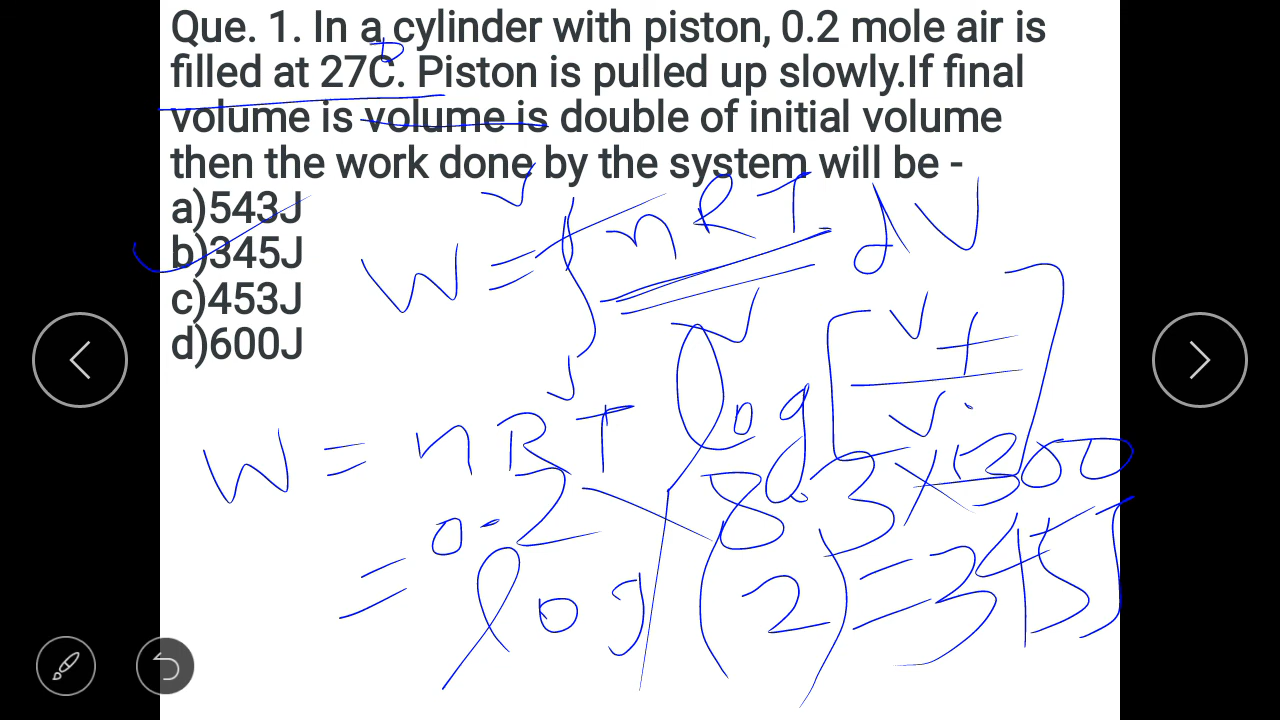 Que. 1. In a cylinder with piston, 0.2 mole air is
filled at 27C. Piston is pulled up slowly.If final
volume is volume is double of initial volume
then the work done by the system will be -
a)543J
b)345J
c)453J
d)600J
W = ∫ nRT/V dV
W = nRT log [Vf/Vi]
= 0.2 × 8.3 × 300
log (2) = 345J